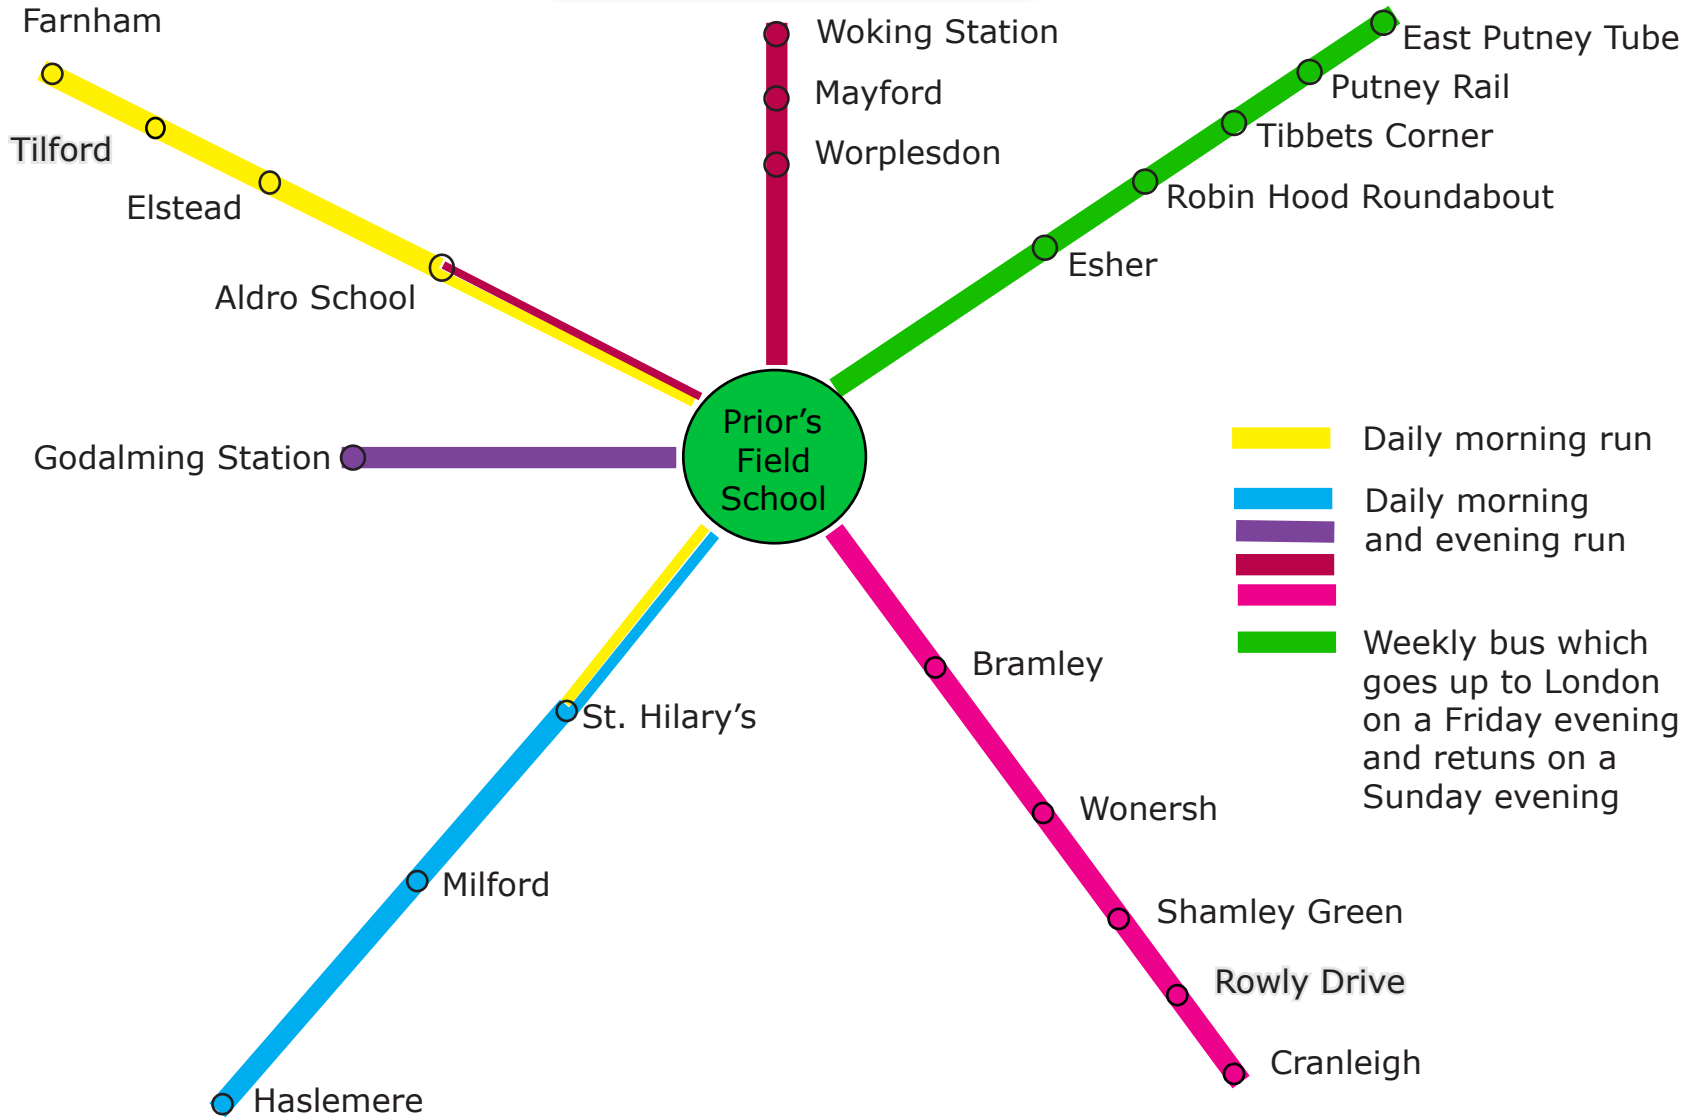 Farnham
Tilford
Elstead
Aldro School
Woking Station
Mayford
Worplesdon
East Putney Tube
Putney Rail
Tibbets Corner
Robin Hood Roundabout
Esher
Godalming Station
Prior’s
Field
School
Daily morning run
Daily morning
and evening run
Weekly bus which
goes up to London
on a Friday evening
and retuns on a
Sunday evening
St. Hilary’s
Milford
Haslemere
Bramley
Wonersh
Shamley Green
Rowly Drive
Cranleigh